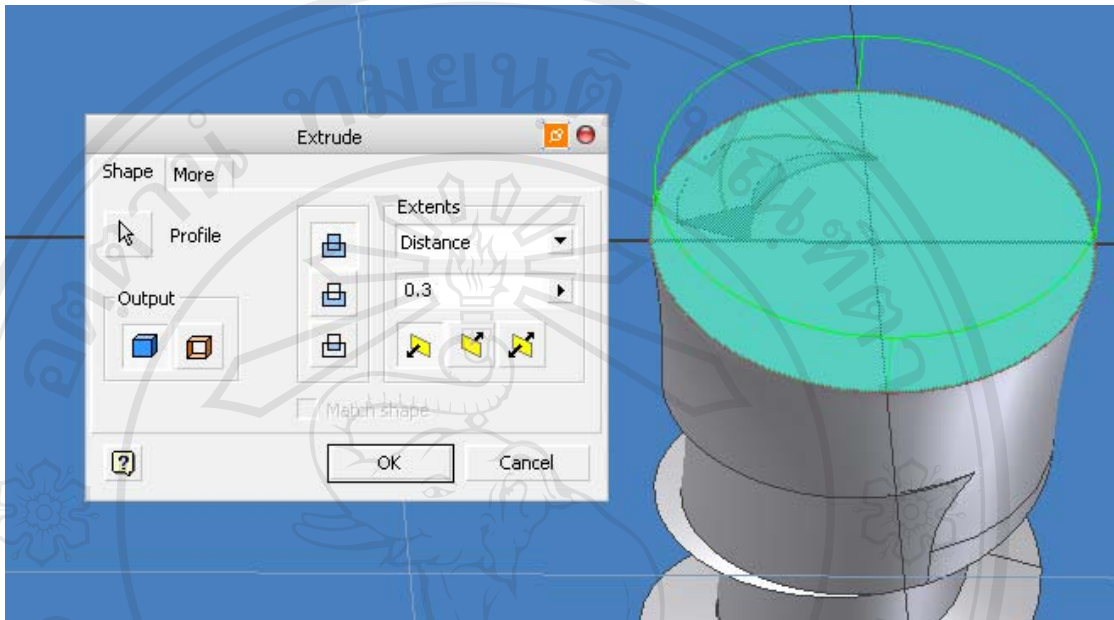 Extrude
Shape More
Profile
Extents
Distance
0.3
Output
Match shape
OK Cancel